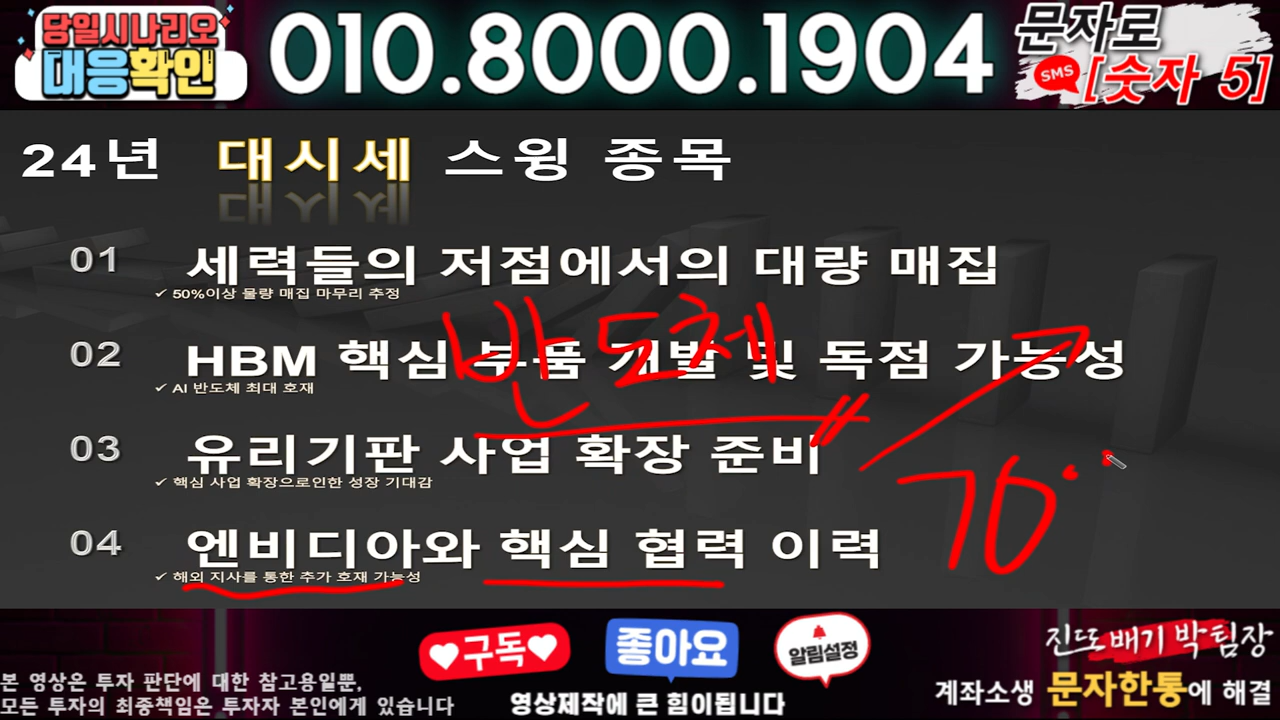 당일시나리오
대응확인
010.8000.1904
문자로
SMS
[숫자 5]
24년 대시세 스윙 종목
01 세력들의 저점에서의 대량 매집
✓ 50%이상 물량 매집 마무리 추정
02 HBM 핵심 부품 개발 및 독점 가능성
✓ AI 반도체 최대 호재
반도체
03 유리기판 사업 확장 준비
✓ 핵심 사업 확장으로인한 성장 기대감
70
04 엔비디아와 핵심 협력 이력
✓ 해외 지사를 통한 추가 호재 가능성
구독
좋아요
알림설정
영상제작에 큰 힘이됩니다
본 영상은 투자 판단에 대한 참고용일뿐,
모든 투자의 최종책임은 투자자 본인에게 있습니다
진또배기 박팀장
계좌소생 문자한통에 해결